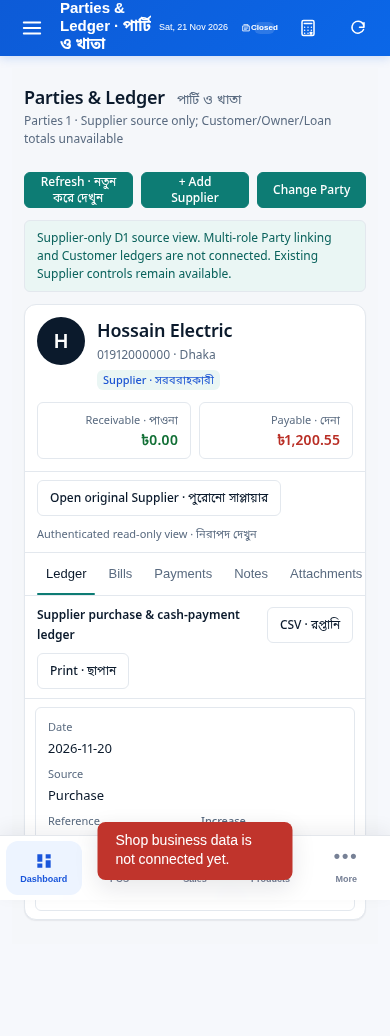 Parties &
Ledger · পার্টি
ও খাতা
Sat, 21 Nov 2026
Closed
Parties & Ledger পার্টি ও খাতা
Parties 1 · Supplier source only; Customer/Owner/Loan
totals unavailable
Refresh · নতুন
করে দেখুন
+ Add
Supplier
Change Party
Supplier-only D1 source view. Multi-role Party linking
and Customer ledgers are not connected. Existing
Supplier controls remain available.
H
Hossain Electric
01912000000 · Dhaka
Supplier · সরবরাহকারী
Receivable · পাওনা
৳0.00
Payable · দেনা
৳1,200.55
Open original Supplier · পুরোনো সাপ্লায়ার
Authenticated read-only view · নিরাপদ দেখুন
Ledger Bills Payments Notes Attachments
Supplier purchase & cash-payment
ledger
CSV · রপ্তানি
Print · ছাপান
Date
2026-11-20
Source
Purchase
Reference Increase
Shop business data is
not connected yet.
Dashboard
More